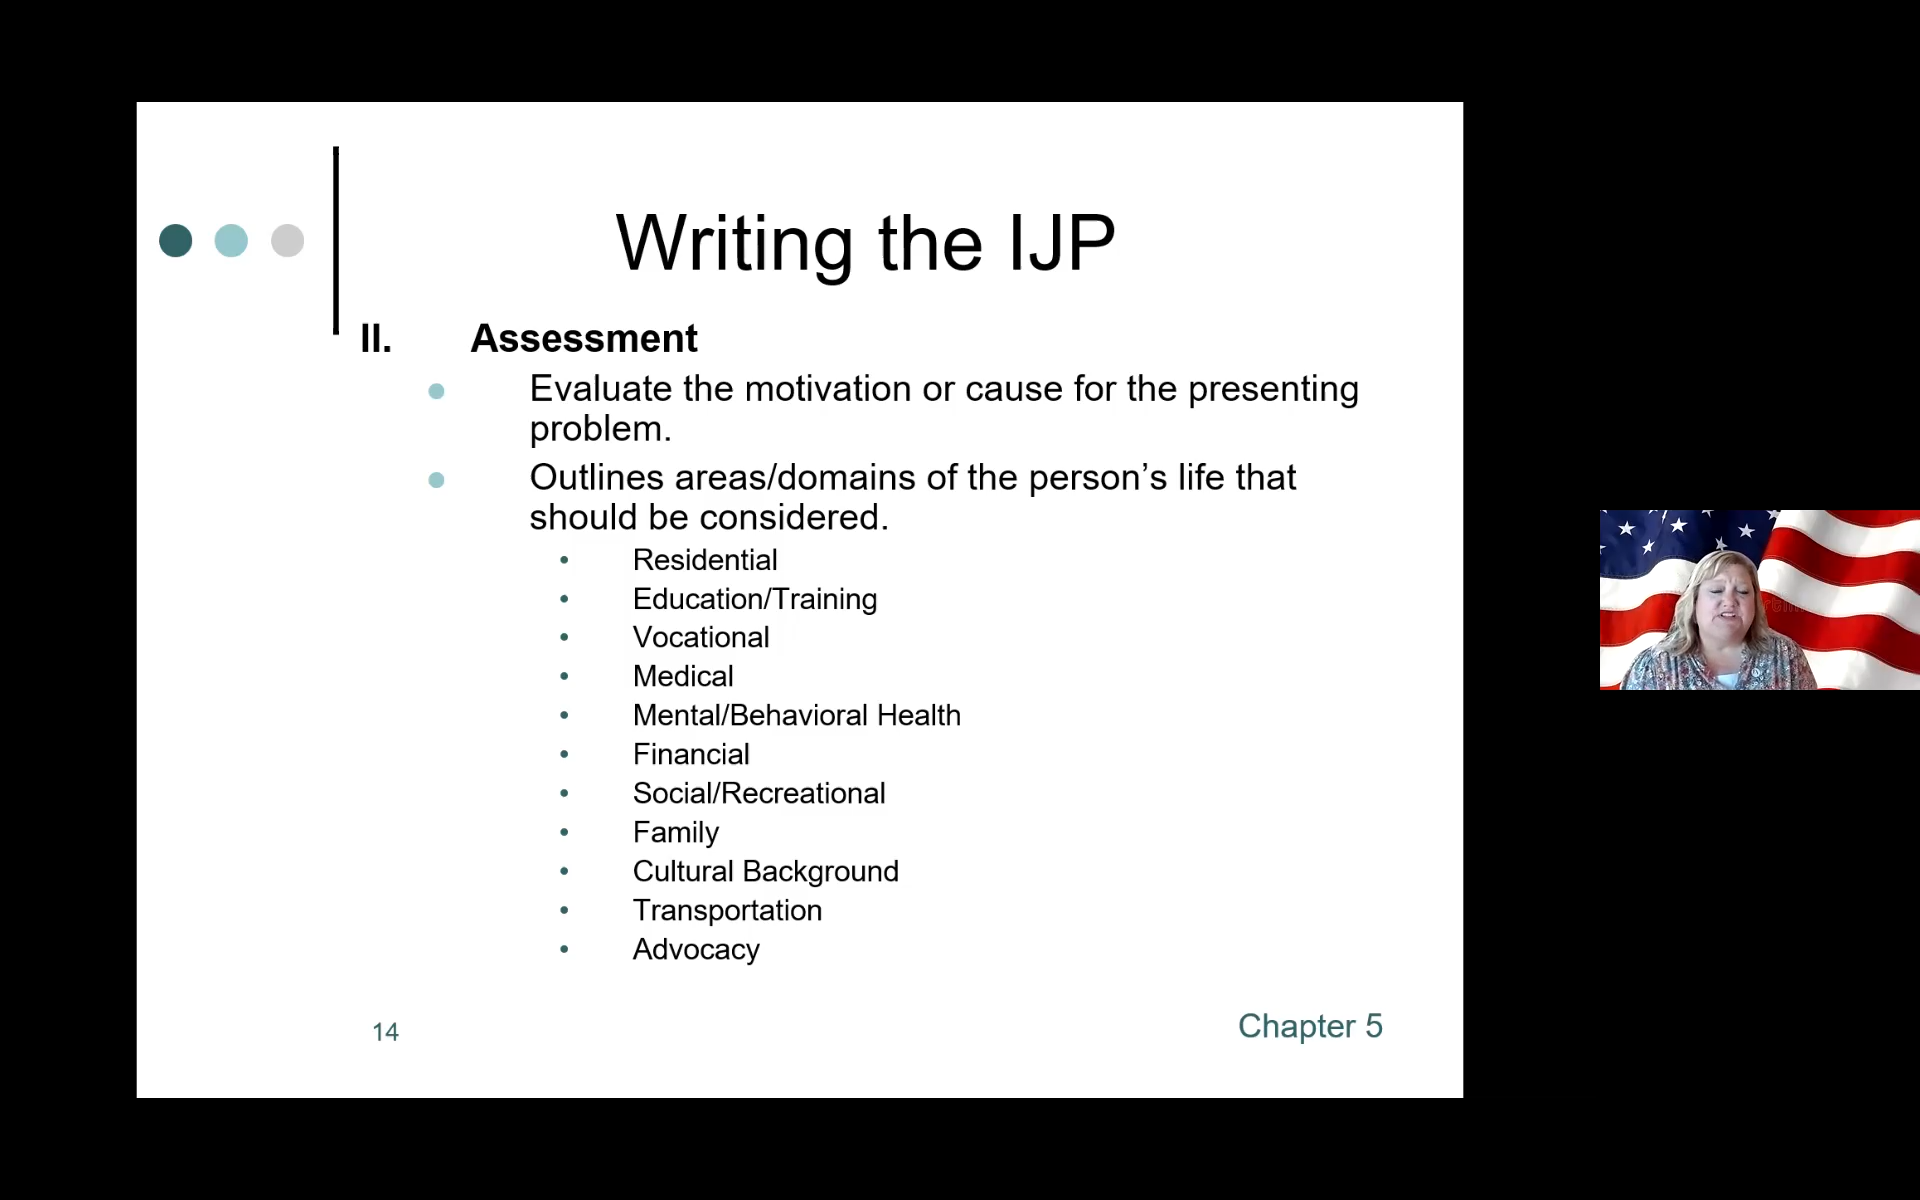 Writing the IJP
II. Assessment
Evaluate the motivation or cause for the presenting
problem.
Outlines areas/domains of the person’s life that
should be considered.
• Residential
• Education/Training
• Vocational
• Medical
• Mental/Behavioral Health
• Financial
• Social/Recreational
• Family
• Cultural Background
• Transportation
• Advocacy
14
Chapter 5